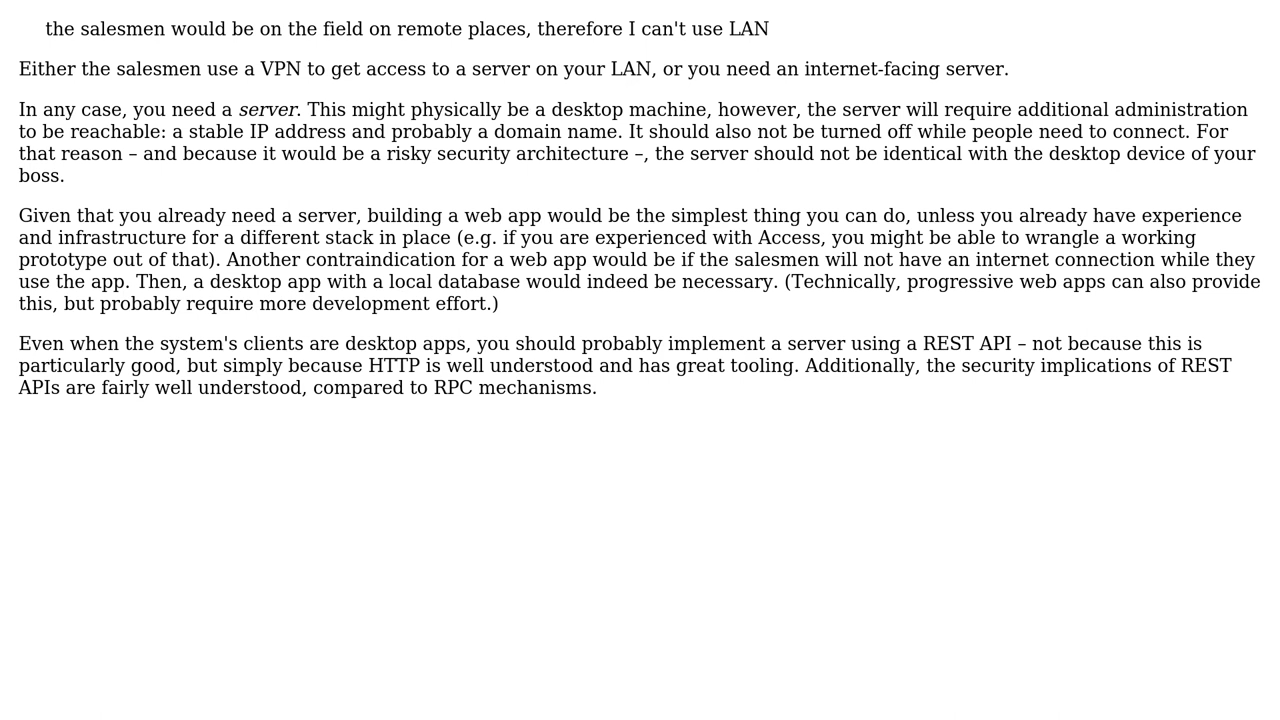 the salesmen would be on the field on remote places, therefore I can't use LAN
Either the salesmen use a VPN to get access to a server on your LAN, or you need an internet-facing server.
In any case, you need a server. This might physically be a desktop machine, however, the server will require additional administration
to be reachable: a stable IP address and probably a domain name. It should also not be turned off while people need to connect. For
that reason – and because it would be a risky security architecture –, the server should not be identical with the desktop device of your
boss.
Given that you already need a server, building a web app would be the simplest thing you can do, unless you already have experience
and infrastructure for a different stack in place (e.g. if you are experienced with Access, you might be able to wrangle a working
prototype out of that). Another contraindication for a web app would be if the salesmen will not have an internet connection while they
use the app. Then, a desktop app with a local database would indeed be necessary. (Technically, progressive web apps can also provide
this, but probably require more development effort.)
Even when the system's clients are desktop apps, you should probably implement a server using a REST API – not because this is
particularly good, but simply because HTTP is well understood and has great tooling. Additionally, the security implications of REST
APIs are fairly well understood, compared to RPC mechanisms.